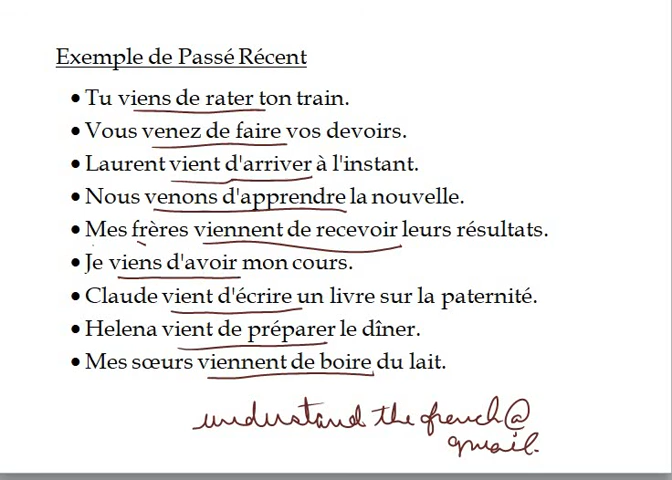 Exemple de Passé Récent
• Tu viens de rater ton train.
• Vous venez de faire vos devoirs.
• Laurent vient d'arriver à l'instant.
• Nous venons d'apprendre la nouvelle.
• Mes frères viennent de recevoir leurs résultats.
• Je viens d'avoir mon cours.
• Claude vient d'écrire un livre sur la paternité.
• Helena vient de préparer le dîner.
• Mes sœurs viennent de boire du lait.
understand the french@
gmail.